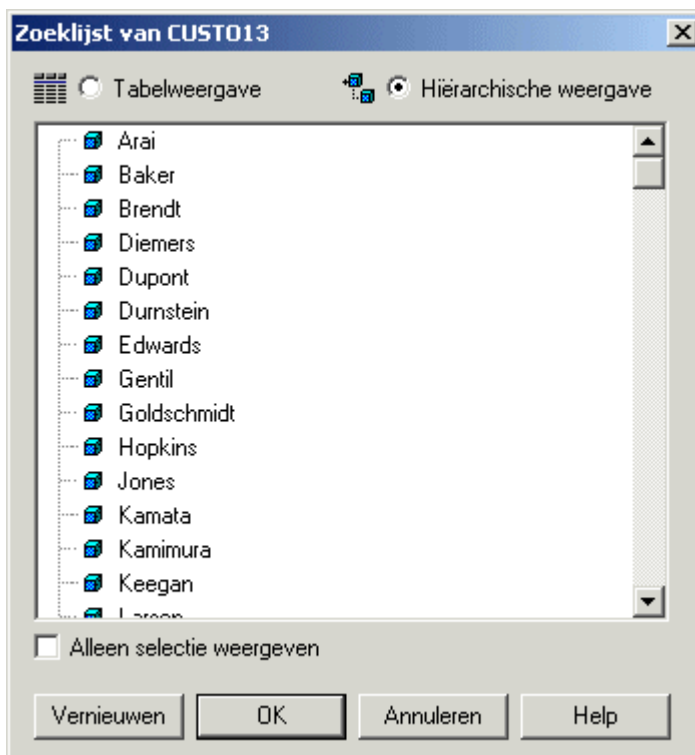 Zoeklijst van CUSTO13
Tabelweergave Hiërarchische weergave
Arai
Baker
Brendt
Diemers
Dupont
Durnstein
Edwards
Gentil
Goldschmidt
Hopkins
Jones
Kamata
Kamimura
Keegan
Alleen selectie weergeven
Vernieuwen OK Annuleren Help